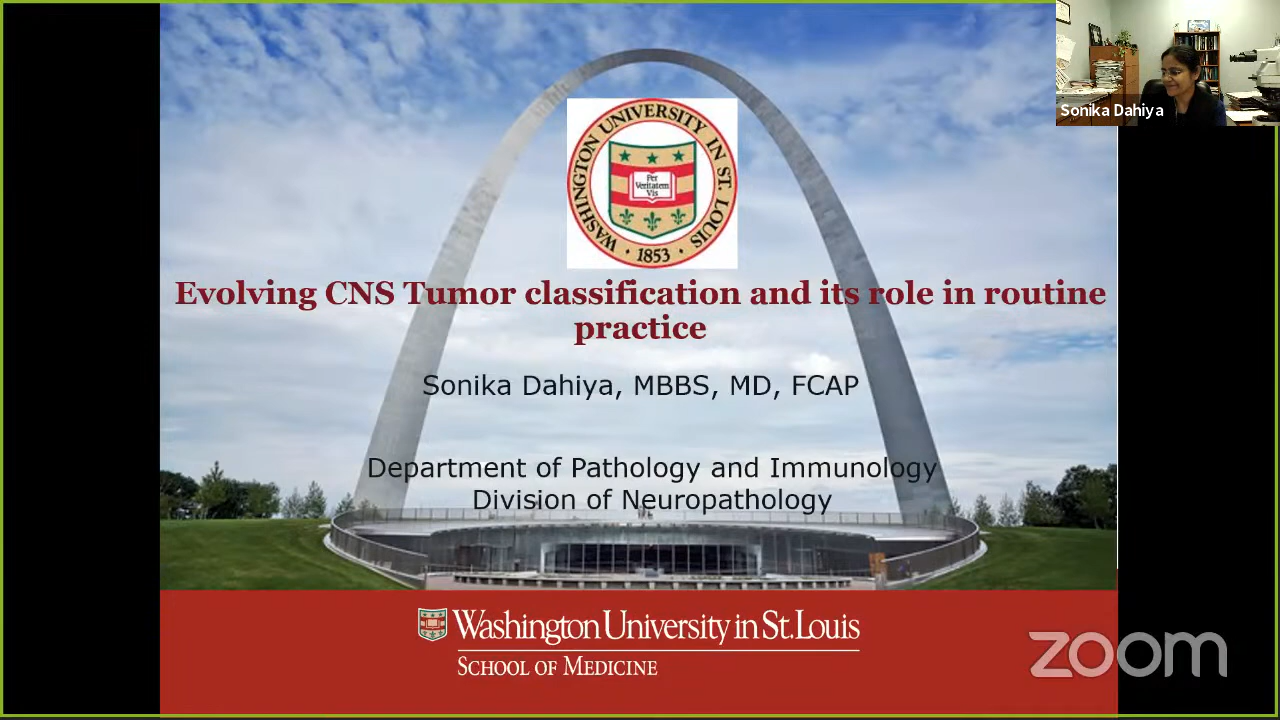 Sonika Dahiya
WASHINGTON UNIVERSITY IN ST. LOUIS
Per
Veritatem
Vis
· 1853 ·
Evolving CNS Tumor classification and its role in routine
practice
Sonika Dahiya, MBBS, MD, FCAP
Department of Pathology and Immunology
Division of Neuropathology
Washington University in St. Louis
SCHOOL OF MEDICINE
zoom